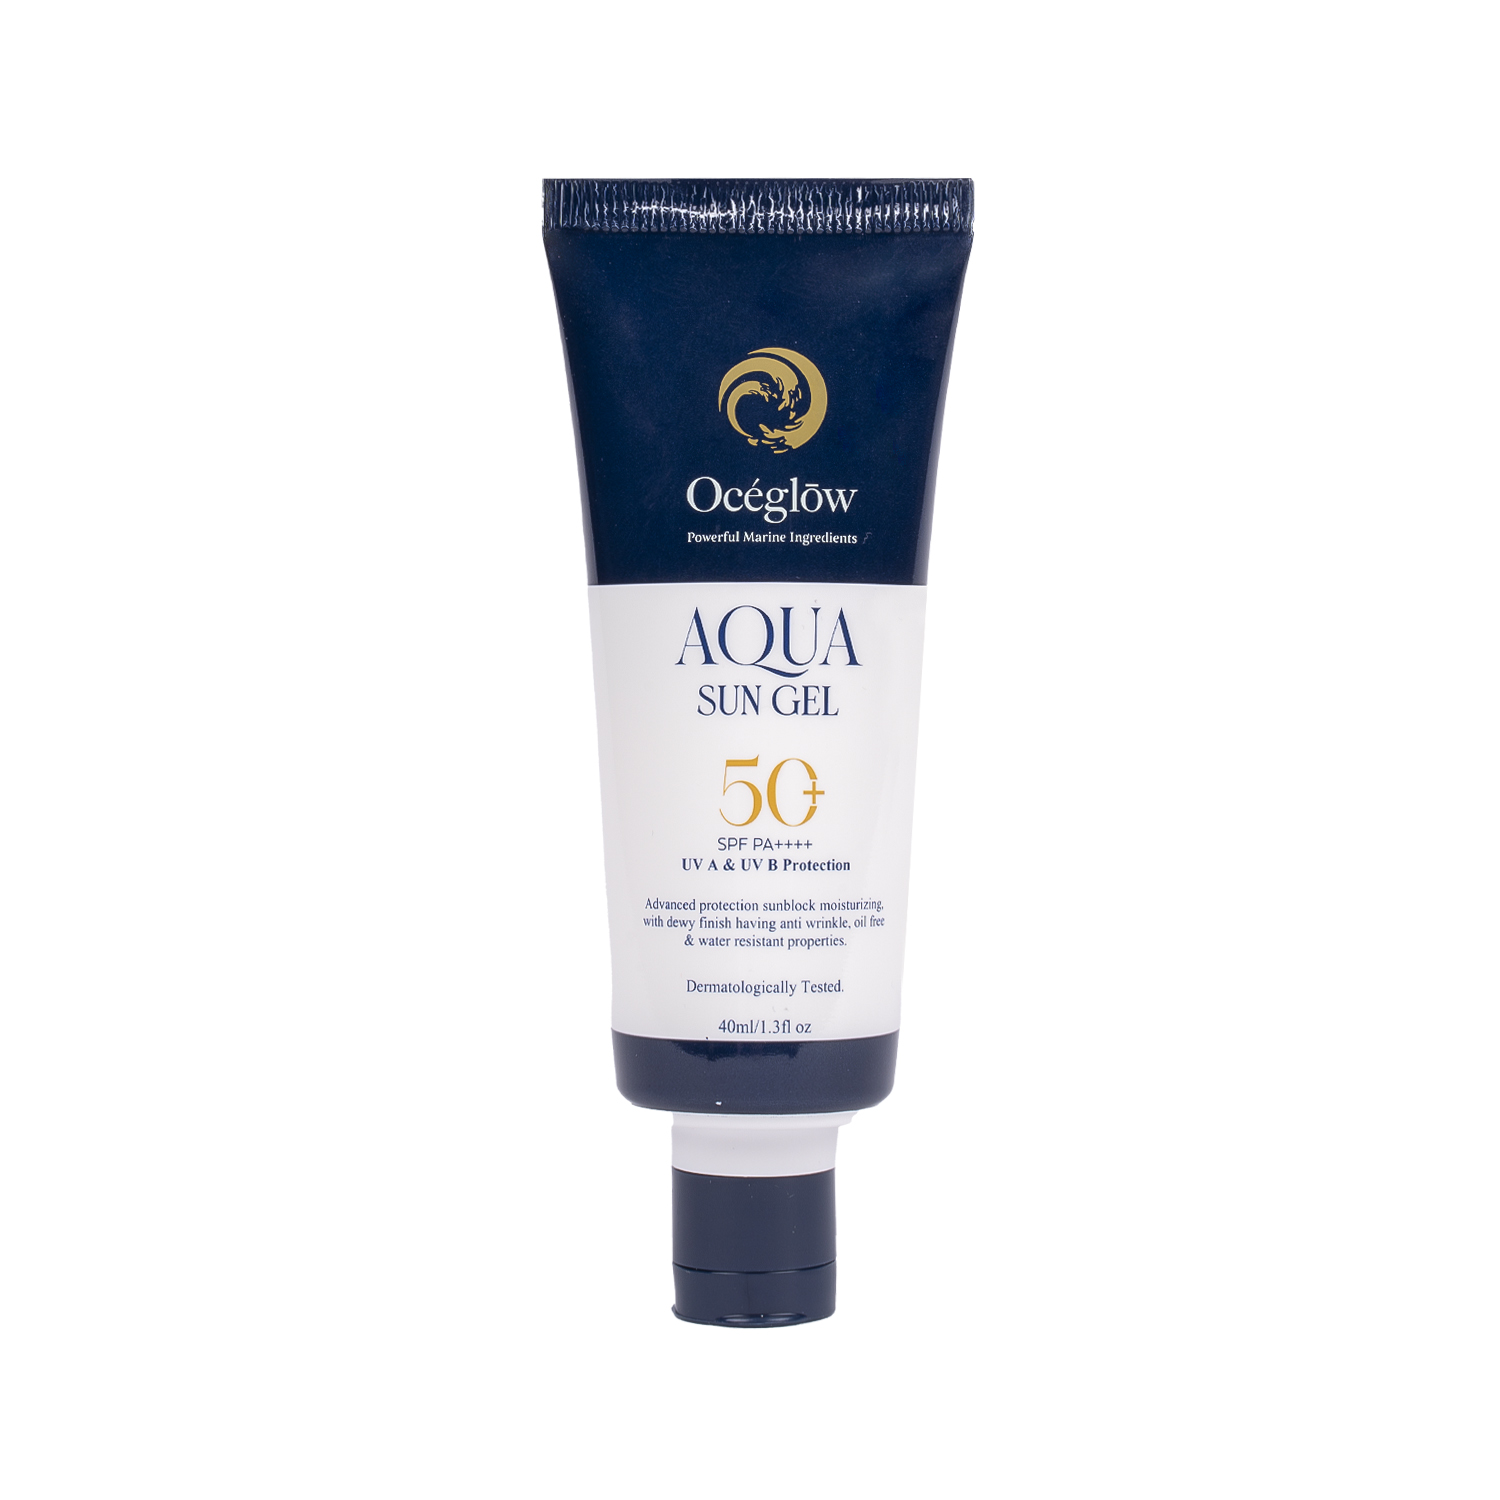 Océglōw
Powerful Marine Ingredients
AQUA
SUN GEL
50+
SPF PA++++
UV A & UV B Protection
Advanced protection sunblock moisturizing,
with dewy finish having anti wrinkle, oil free
& water resistant properties.
Dermatologically Tested.
40ml/1.3fl oz